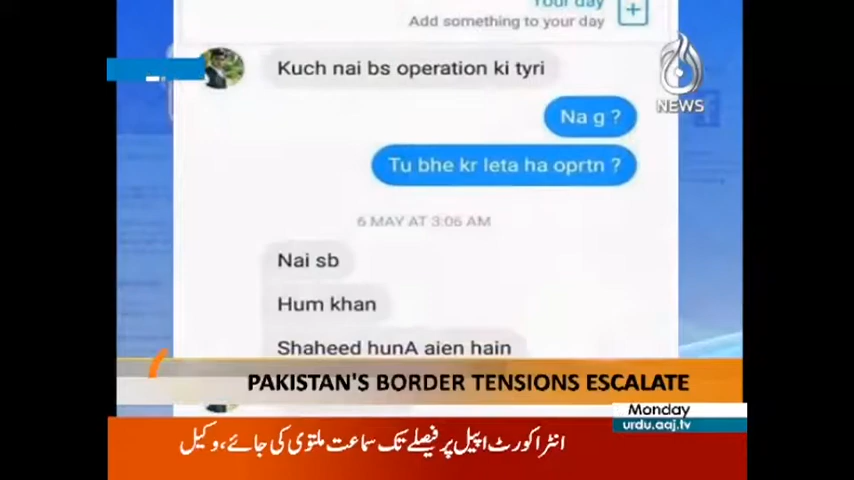 Your day
Add something to your day
Kuch nai bs operation ki tyri
NEWS
Na g ?
Tu bhe kr leta ha oprtn ?
6 MAY AT 3:06 AM
Nai sb
Hum khan
Shaheed hunA aien hain
PAKISTAN'S BORDER TENSIONS ESCALATE
Monday
urdu.aaj.tv
انٹرا کورٹ اپیل پر فیصلے تک سماعت ملتوی کی جائے، وکیل